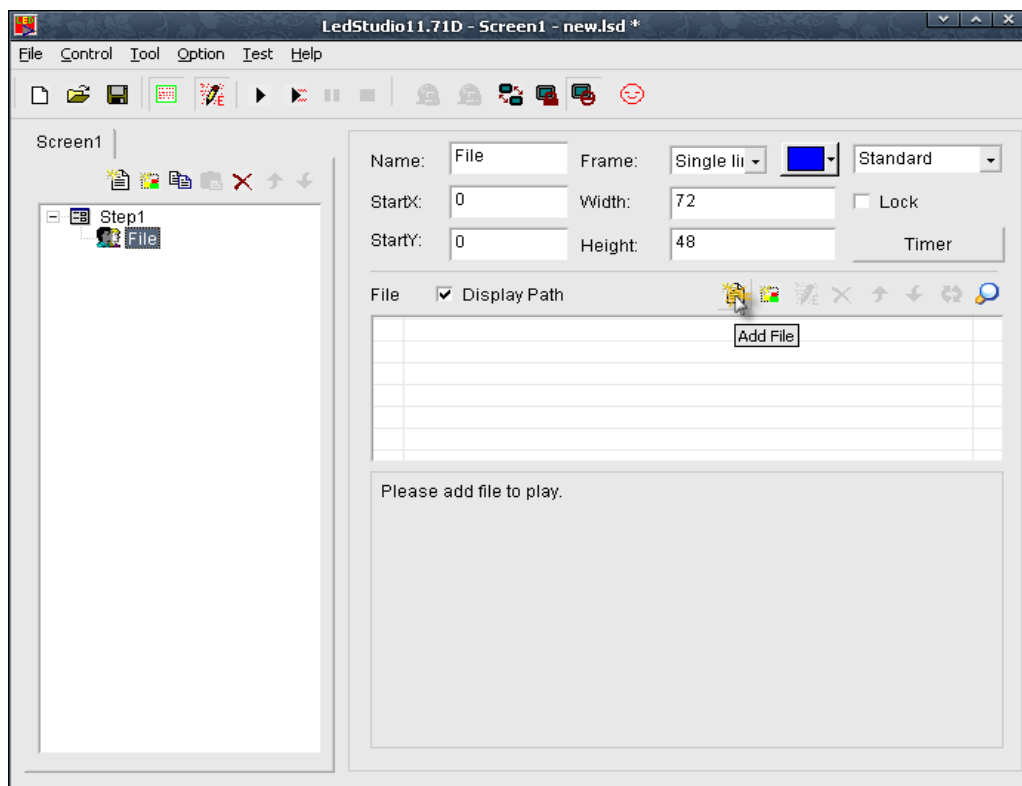 LedStudio11.71D - Screen1 - new.lsd *
File Control Tool Option Test Help
Screen1
Step1
File
Name: File Frame: Single li Standard
StartX: 0 Width: 72 Lock
StartY: 0 Height: 48 Timer
File Display Path
Add File
Please add file to play.